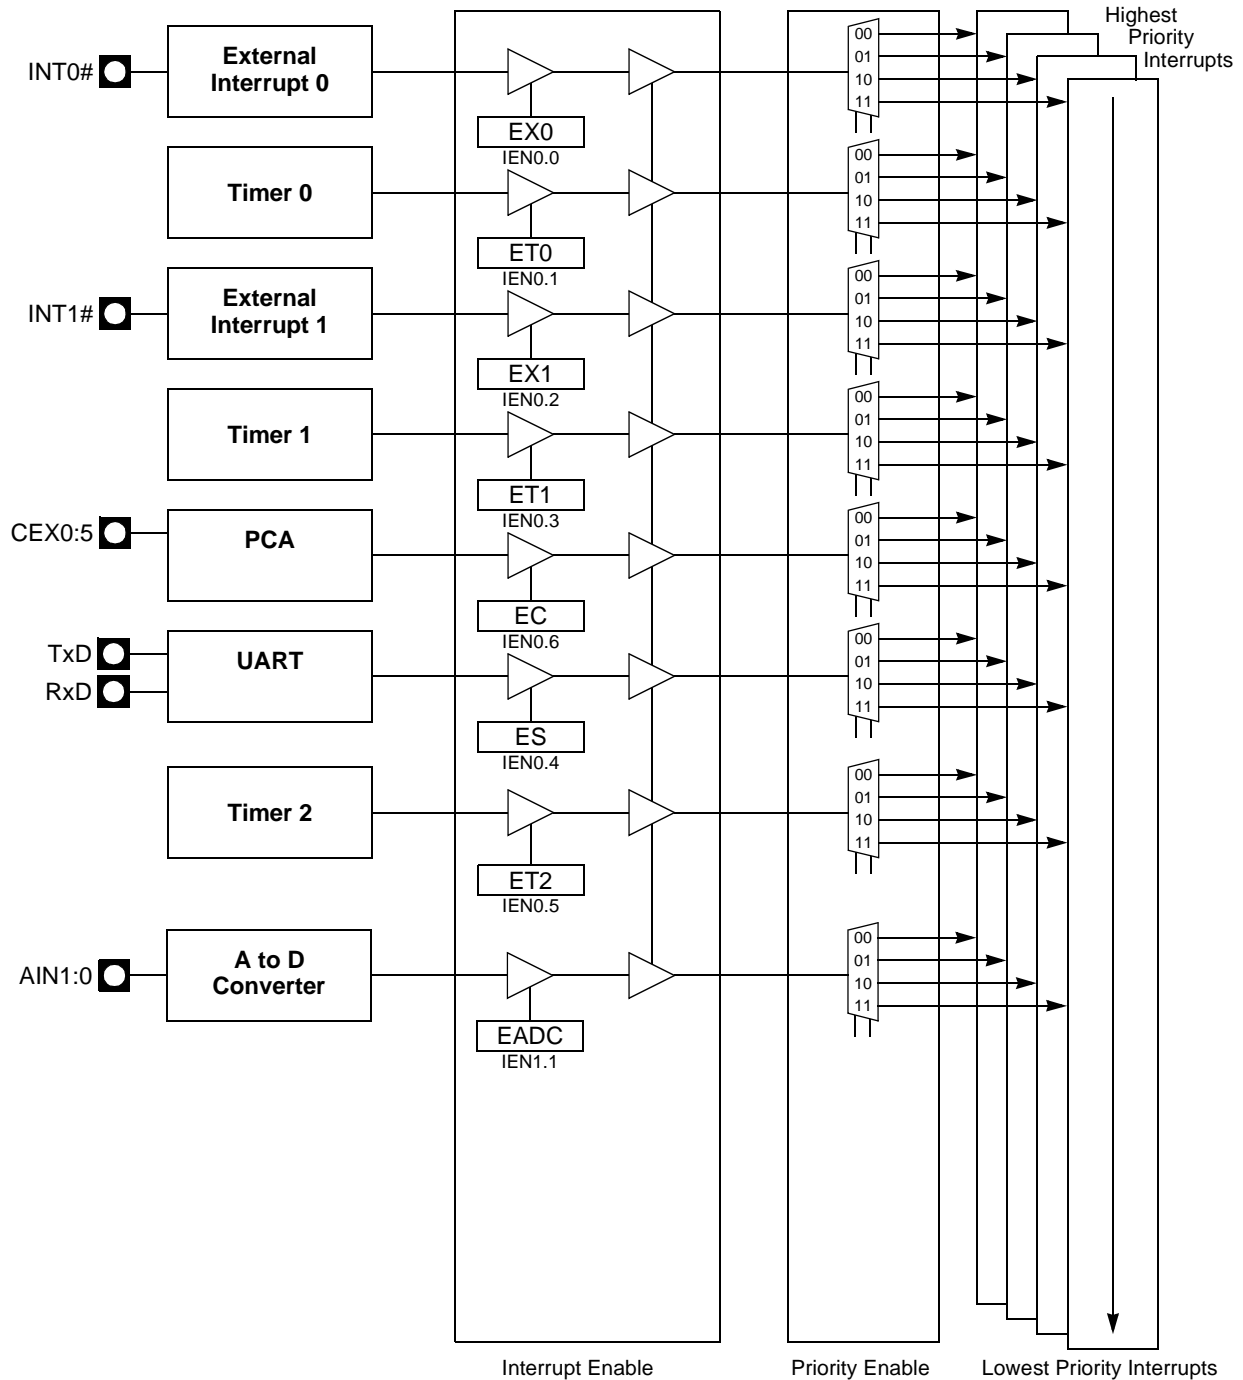 Highest
Priority
Interrupts
INT0#
External
Interrupt 0
EX0
IEN0.0
00
01
10
11
Timer 0
ET0
IEN0.1
00
01
10
11
INT1#
External
Interrupt 1
EX1
IEN0.2
00
01
10
11
Timer 1
ET1
IEN0.3
00
01
10
11
CEX0:5
PCA
EC
IEN0.6
00
01
10
11
TxD
RxD
UART
ES
IEN0.4
00
01
10
11
Timer 2
ET2
IEN0.5
00
01
10
11
AIN1:0
A to D
Converter
EADC
IEN1.1
00
01
10
11
Interrupt Enable
Priority Enable
Lowest Priority Interrupts